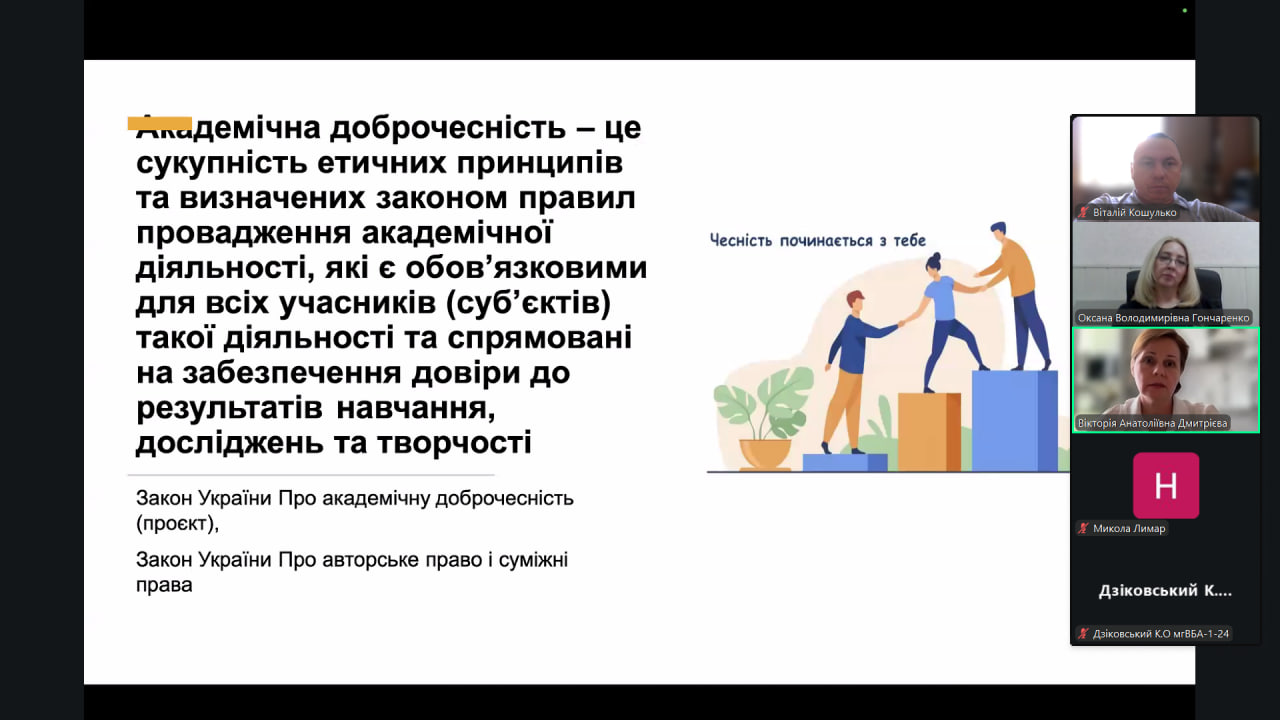 Академічна доброчесність – це
сукупність етичних принципів
та визначених законом правил
провадження академічної
діяльності, які є обов’язковими
для всіх учасників (суб’єктів)
такої діяльності та спрямовані
на забезпечення довіри до
результатів навчання,
досліджень та творчості
Закон України Про академічну доброчесність
(проєкт),
Закон України Про авторське право і суміжні
права
Чесність починається з тебе
Віталій Кошулько
Оксана Володимирівна Гончаренко
Вікторія Анатоліївна Дмитрієва
Н
Микола Лимар
Дзіковський К....
Дзіковський К.О мгВБА-1-24